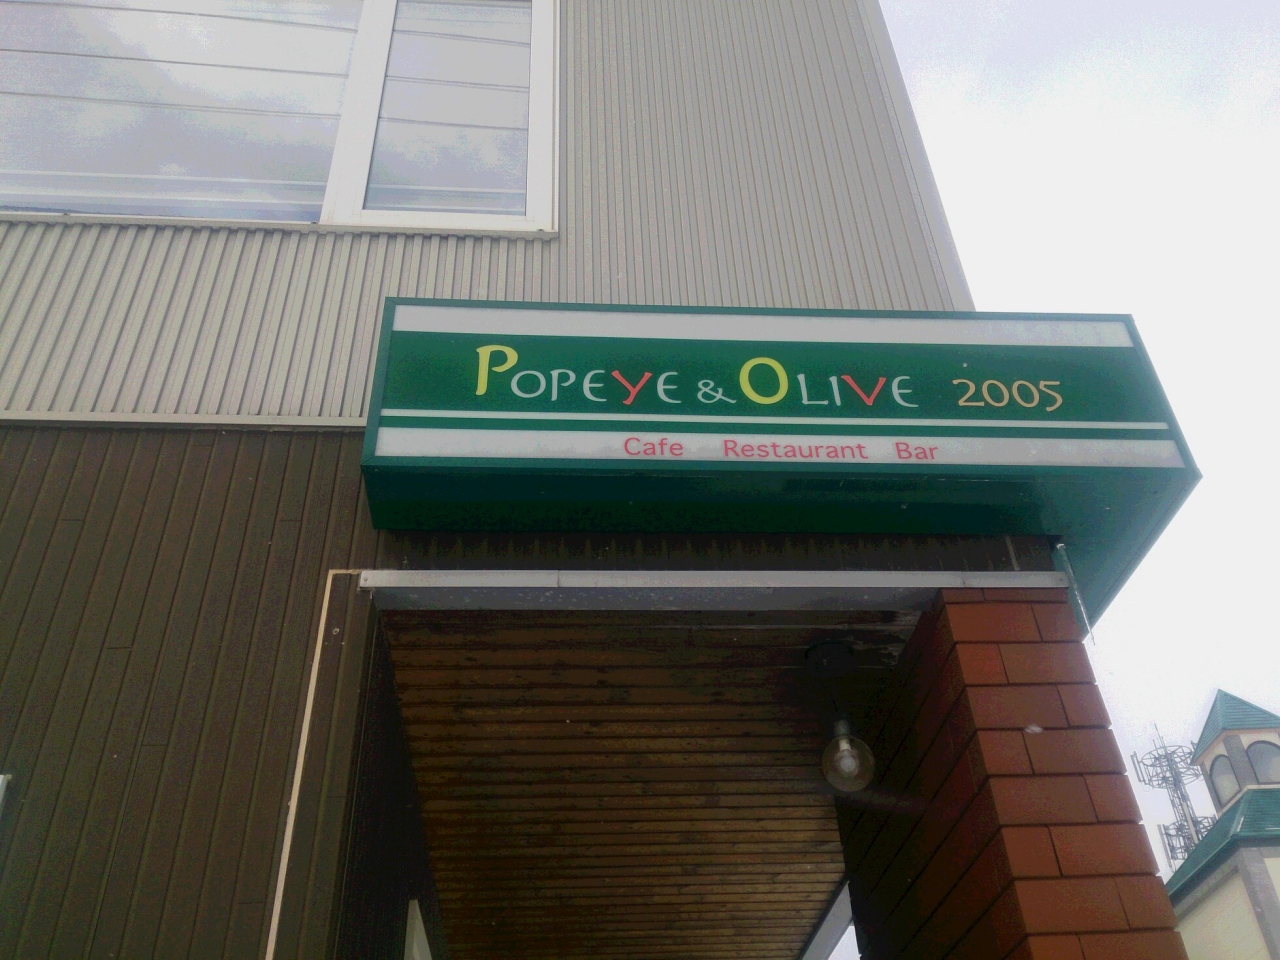 POPEYE & OLIVE 2005
Cafe Restaurant Bar